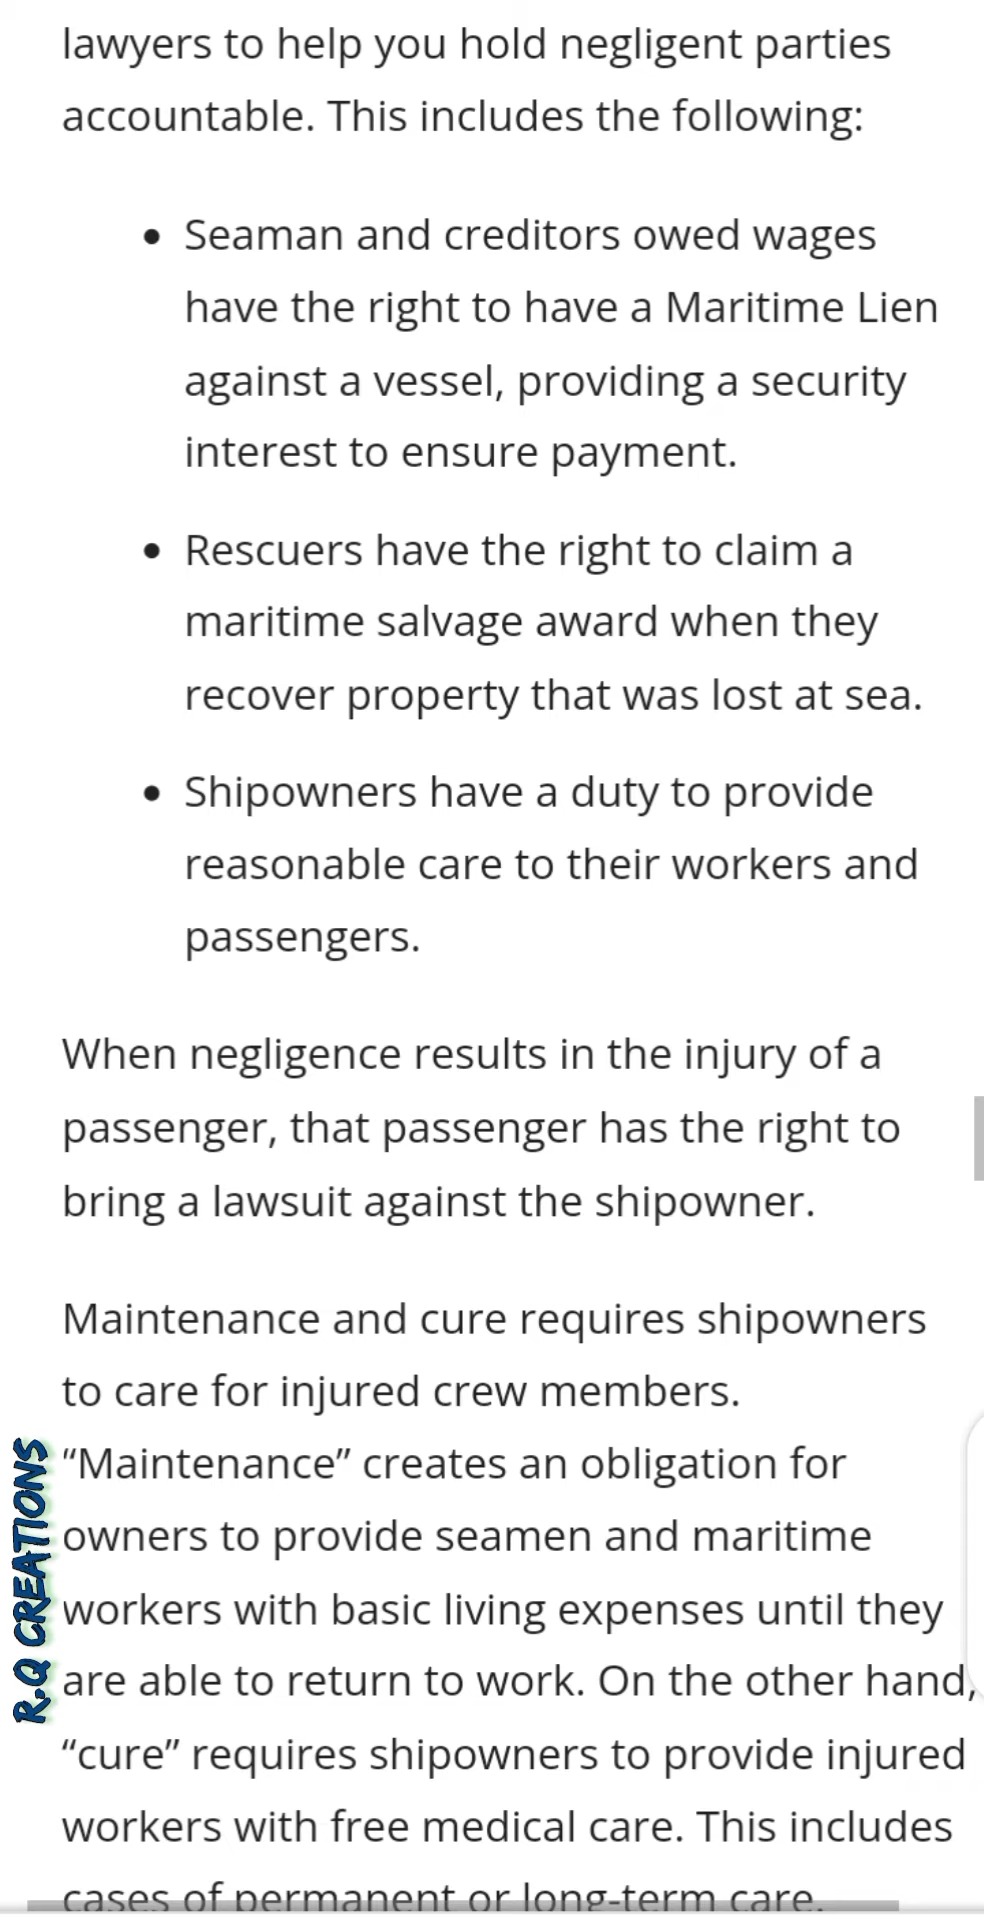 lawyers to help you hold negligent parties
accountable. This includes the following:
• Seaman and creditors owed wages
have the right to have a Maritime Lien
against a vessel, providing a security
interest to ensure payment.
• Rescuers have the right to claim a
maritime salvage award when they
recover property that was lost at sea.
• Shipowners have a duty to provide
reasonable care to their workers and
passengers.
When negligence results in the injury of a
passenger, that passenger has the right to
bring a lawsuit against the shipowner.
Maintenance and cure requires shipowners
to care for injured crew members.
“Maintenance” creates an obligation for
owners to provide seamen and maritime
workers with basic living expenses until they
are able to return to work. On the other hand,
“cure” requires shipowners to provide injured
workers with free medical care. This includes
cases of permanent or long-term care.
R.Q CREATIONS